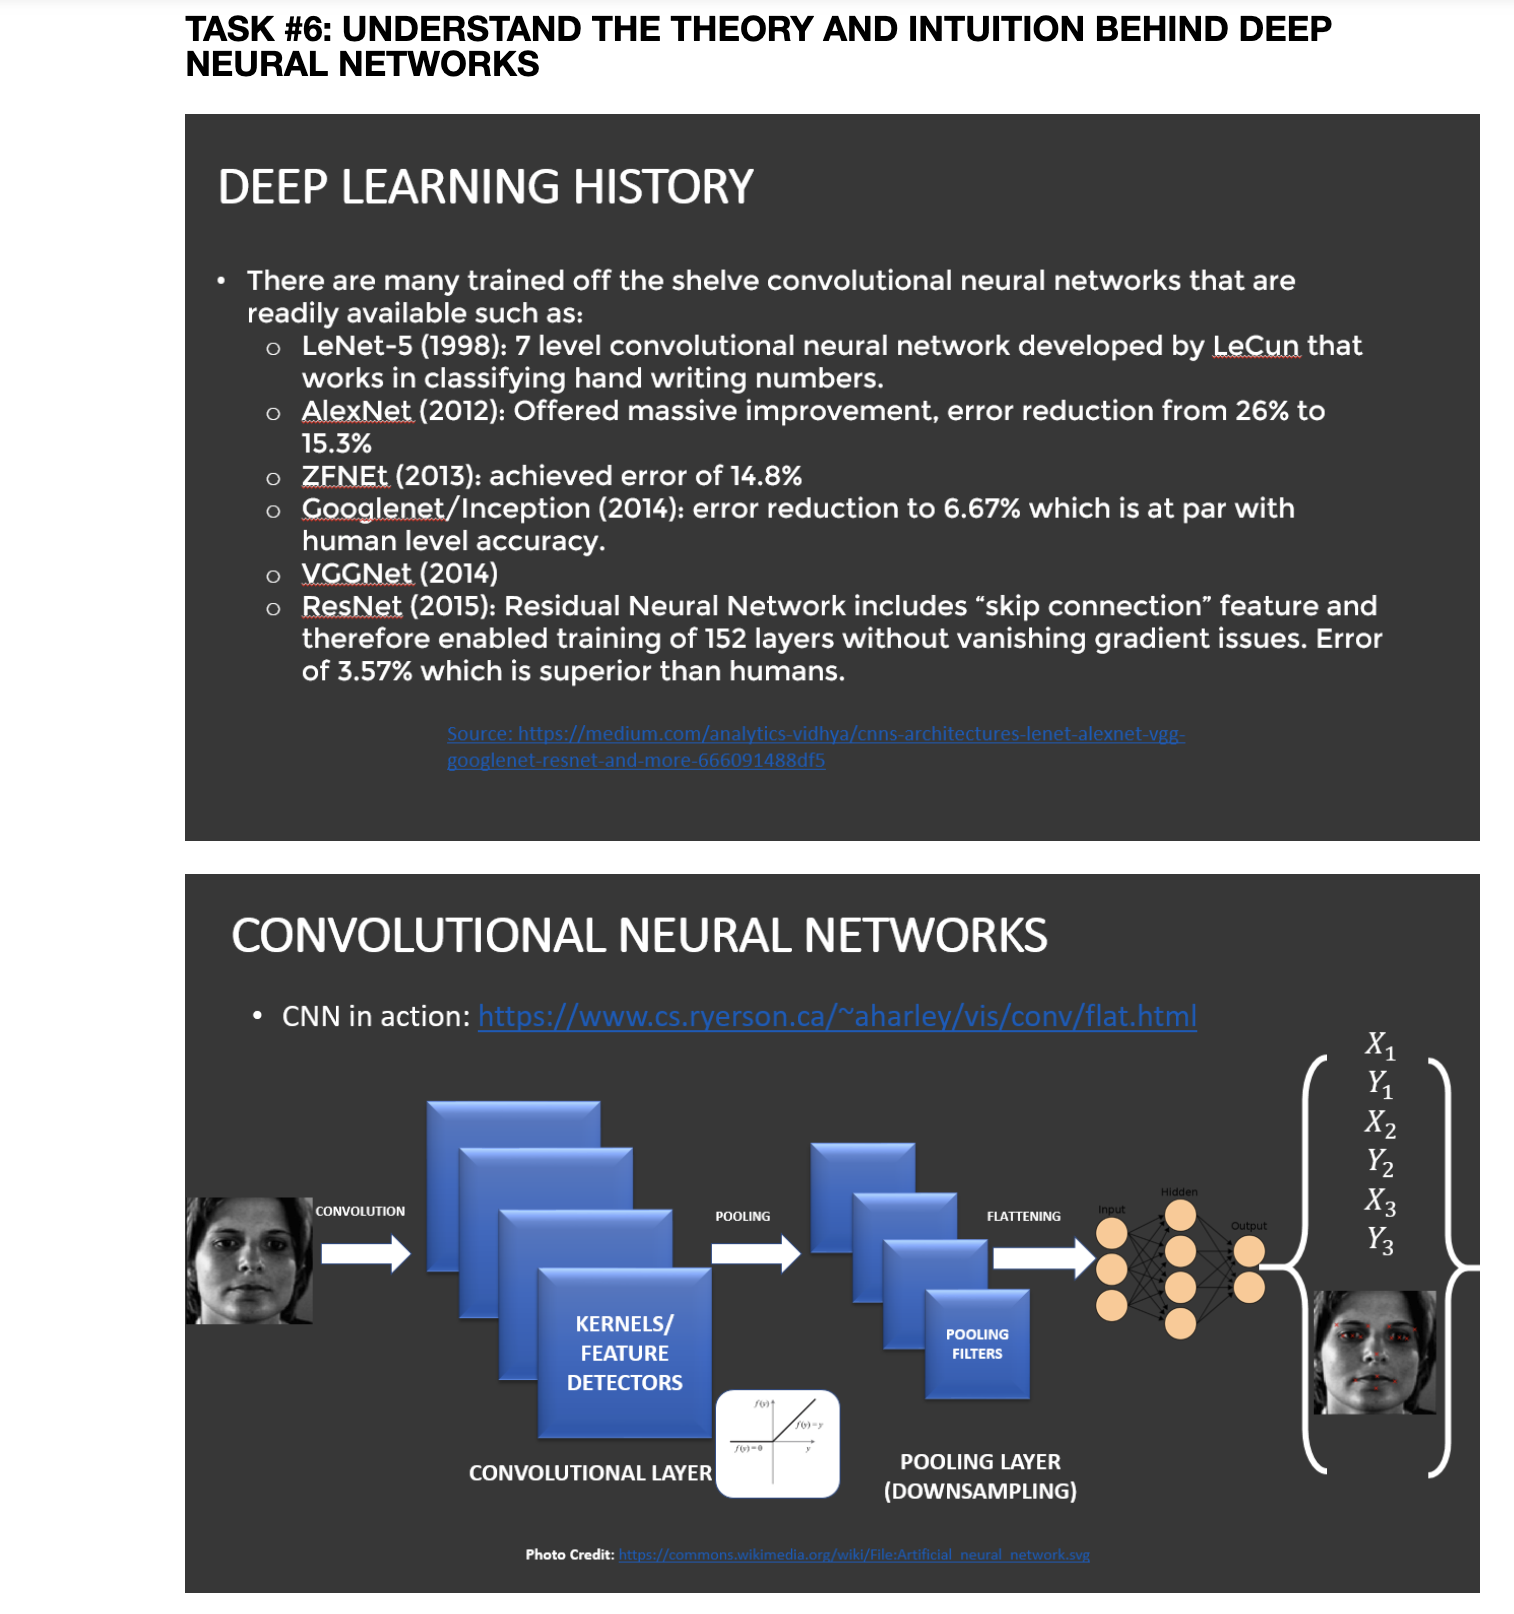 TASK #6: UNDERSTAND THE THEORY AND INTUITION BEHIND DEEP
NEURAL NETWORKS
DEEP LEARNING HISTORY
• There are many trained off the shelve convolutional neural networks that are
readily available such as:
o LeNet-5 (1998): 7 level convolutional neural network developed by LeCun that
works in classifying hand writing numbers.
o AlexNet (2012): Offered massive improvement, error reduction from 26% to
15.3%
o ZFNEt (2013): achieved error of 14.8%
o Googlenet/Inception (2014): error reduction to 6.67% which is at par with
human level accuracy.
o VGGNet (2014)
o ResNet (2015): Residual Neural Network includes “skip connection” feature and
therefore enabled training of 152 layers without vanishing gradient issues. Error
of 3.57% which is superior than humans.
Source: https://medium.com/analytics-vidhya/cnns-architectures-lenet-alexnet-vgg-
googlenet-resnet-and-more-666091488df5
CONVOLUTIONAL NEURAL NETWORKS
• CNN in action: https://www.cs.ryerson.ca/~aharley/vis/conv/flat.html
CONVOLUTION
KERNELS/
FEATURE
DETECTORS
CONVOLUTIONAL LAYER
f(y)
f(y)=y
f(y)=0
y
POOLING
POOLING
FILTERS
POOLING LAYER
(DOWNSAMPLING)
FLATTENING
Input
Hidden
Output
X₁
Y₁
X₂
Y₂
X₃
Y₃
Photo Credit: https://commons.wikimedia.org/wiki/File:Artificial_neural_network.svg